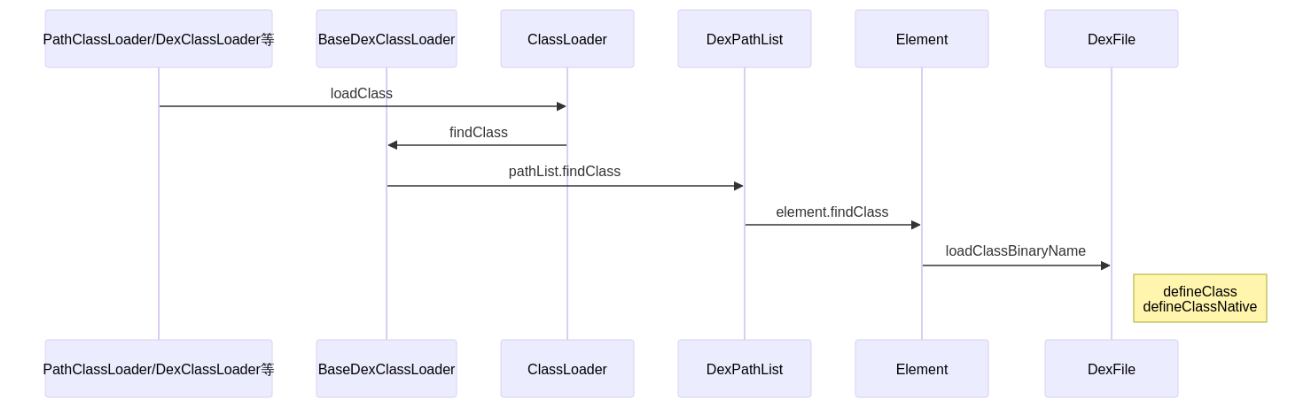 PathClassLoader/DexClassLoader等
BaseDexClassLoader
ClassLoader
DexPathList
Element
DexFile
loadClass
findClass
pathList.findClass
element.findClass
loadClassBinaryName
defineClass
defineClassNative
PathClassLoader/DexClassLoader等
BaseDexClassLoader
ClassLoader
DexPathList
Element
DexFile